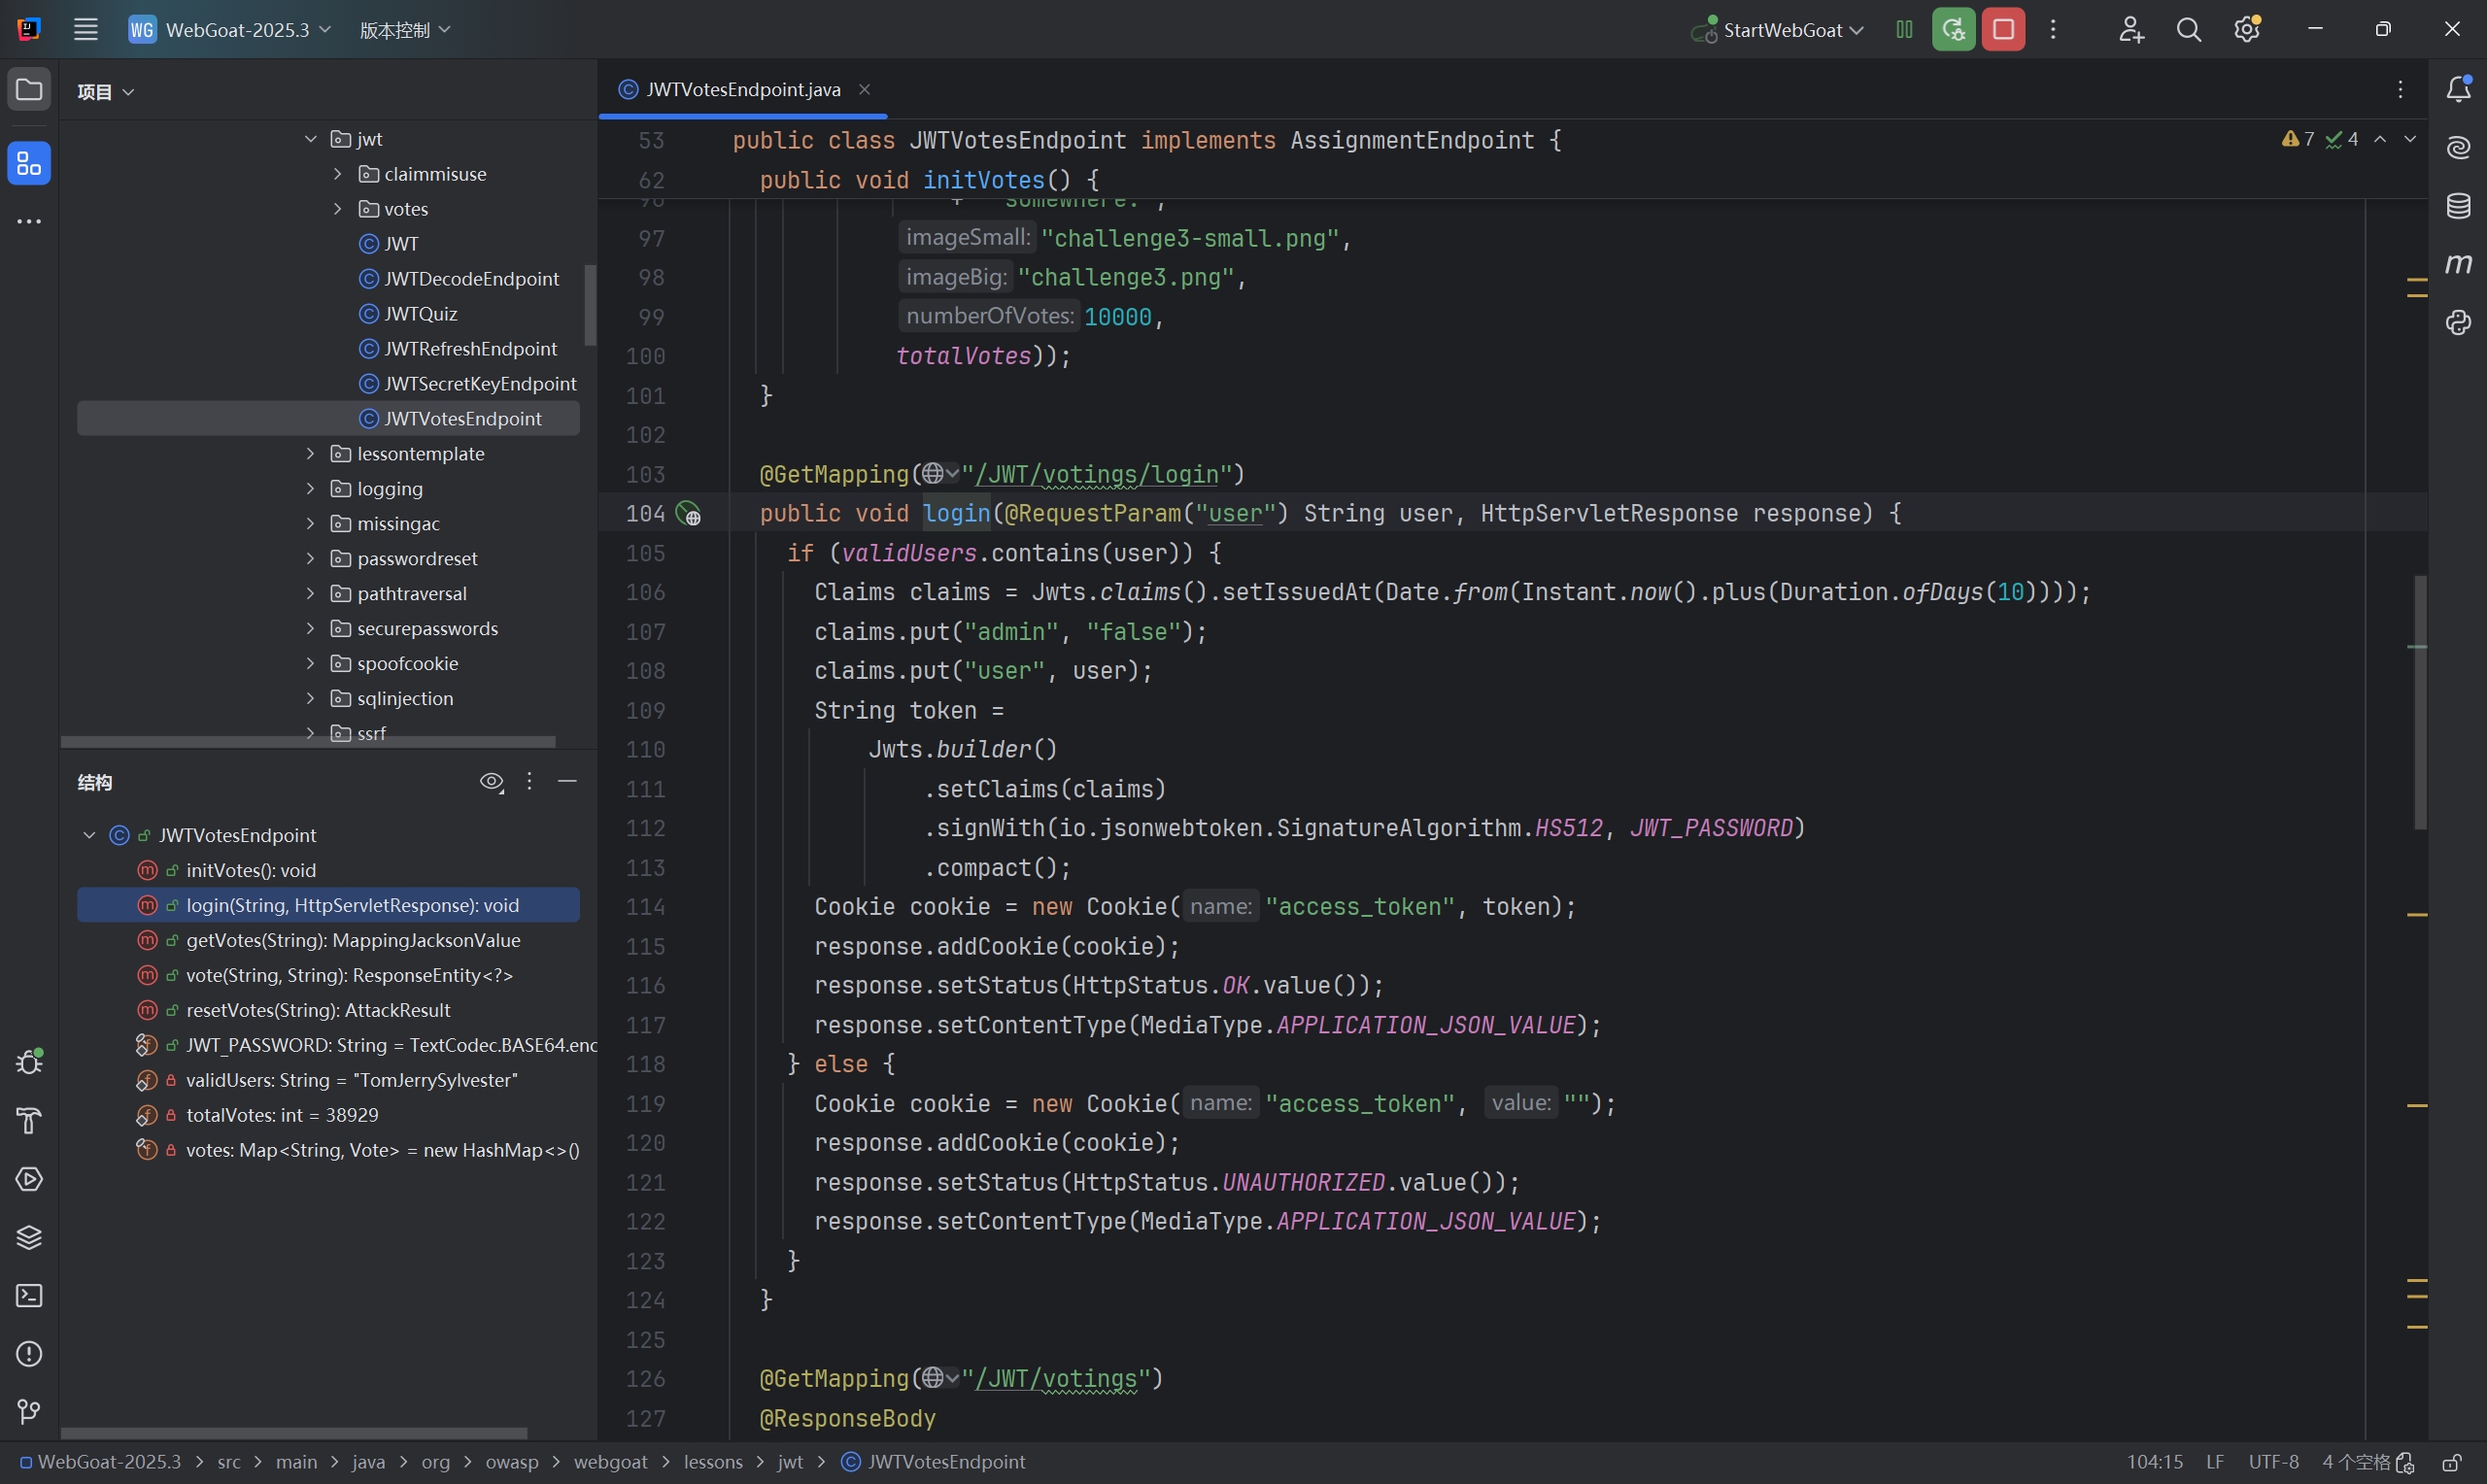 WG WebGoat-2025.3 版本控制 StartWebGoat
项目
jwt
claimmisuse
votes
JWT
JWTDecodeEndpoint
JWTQuiz
JWTRefreshEndpoint
JWTSecretKeyEndpoint
JWTVotesEndpoint
lessontemplate
logging
missingac
passwordreset
pathtraversal
securepasswords
spoofcookie
sqlinjection
ssrf
结构
JWTVotesEndpoint
initVotes(): void
login(String, HttpServletResponse): void
getVotes(String): MappingJacksonValue
vote(String, String): ResponseEntity<?>
resetVotes(String): AttackResult
JWT_PASSWORD: String = TextCodec.BASE64.enc
validUsers: String = "TomJerrySylvester"
totalVotes: int = 38929
votes: Map<String, Vote> = new HashMap<>()
JWTVotesEndpoint.java
7 4
53 public class JWTVotesEndpoint implements AssignmentEndpoint {
62 public void initVotes() {
96 + "somewhere.",
97 imageSmall: "challenge3-small.png",
98 imageBig: "challenge3.png",
99 numberOfVotes: 10000,
100 totalVotes));
101 }
102
103 @GetMapping("/JWT/votings/login")
104 public void login(@RequestParam("user") String user, HttpServletResponse response) {
105 if (validUsers.contains(user)) {
106 Claims claims = Jwts.claims().setIssuedAt(Date.from(Instant.now().plus(Duration.ofDays(10))));
107 claims.put("admin", "false");
108 claims.put("user", user);
109 String token =
110 Jwts.builder()
111 .setClaims(claims)
112 .signWith(io.jsonwebtoken.SignatureAlgorithm.HS512, JWT_PASSWORD)
113 .compact();
114 Cookie cookie = new Cookie( name: "access_token", token);
115 response.addCookie(cookie);
116 response.setStatus(HttpStatus.OK.value());
117 response.setContentType(MediaType.APPLICATION_JSON_VALUE);
118 } else {
119 Cookie cookie = new Cookie( name: "access_token", value: "");
120 response.addCookie(cookie);
121 response.setStatus(HttpStatus.UNAUTHORIZED.value());
122 response.setContentType(MediaType.APPLICATION_JSON_VALUE);
123 }
124 }
125
126 @GetMapping("/JWT/votings")
127 @ResponseBody
WebGoat-2025.3 > src > main > java > org > owasp > webgoat > lessons > jwt > JWTVotesEndpoint 104:15 LF UTF-8 4 个空格